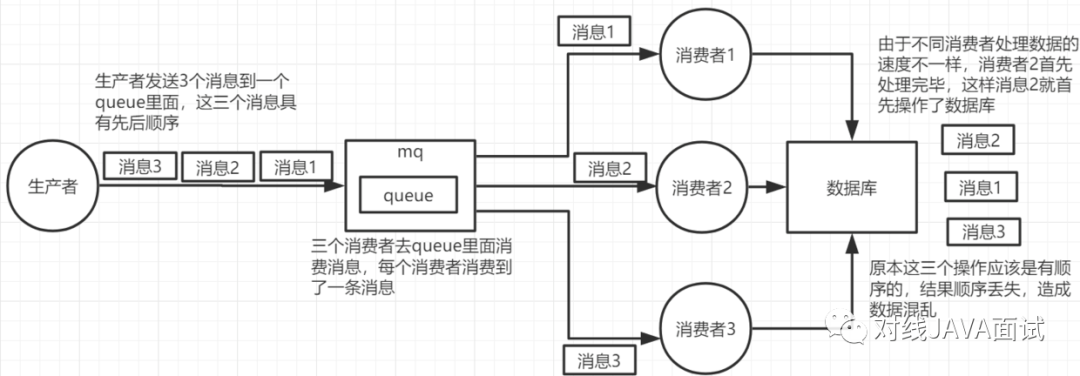 生产者发送3个消息到一个
queue里面，这三个消息具
有先后顺序
生产者
消息3
消息2
消息1
mq
queue
三个消费者去queue里面消
费消息，每个消费者消费到
了一条消息
消息1
消费者1
消息2
消费者2
消息3
消费者3
数据库
由于不同消费者处理数据的
速度不一样，消费者2首先
处理完毕，这样消息2就首
先操作了数据库
消息2
消息1
消息3
原本这三个操作应该是有顺
序的，结果顺序丢失，造成
数据混乱
对线JAVA面试